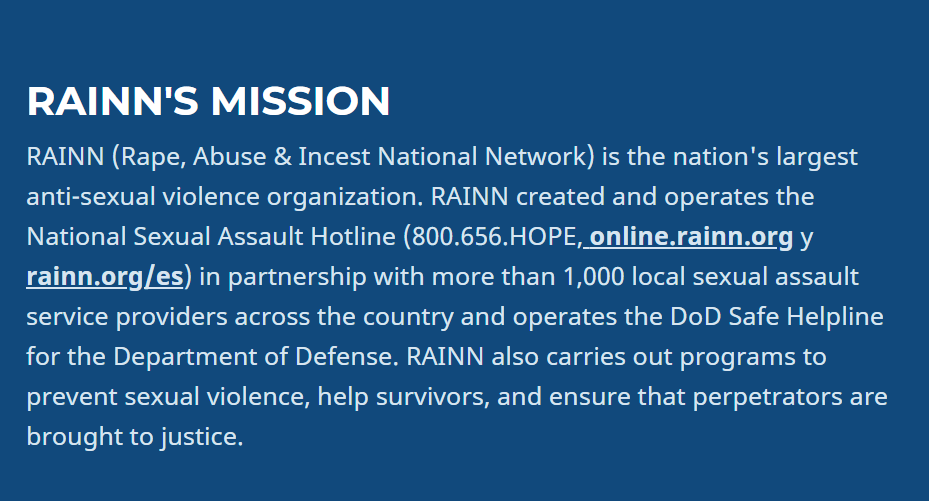 RAINN'S MISSION
RAINN (Rape, Abuse & Incest National Network) is the nation's largest
anti-sexual violence organization. RAINN created and operates the
National Sexual Assault Hotline (800.656.HOPE, online.rainn.org y
rainn.org/es) in partnership with more than 1,000 local sexual assault
service providers across the country and operates the DoD Safe Helpline
for the Department of Defense. RAINN also carries out programs to
prevent sexual violence, help survivors, and ensure that perpetrators are
brought to justice.